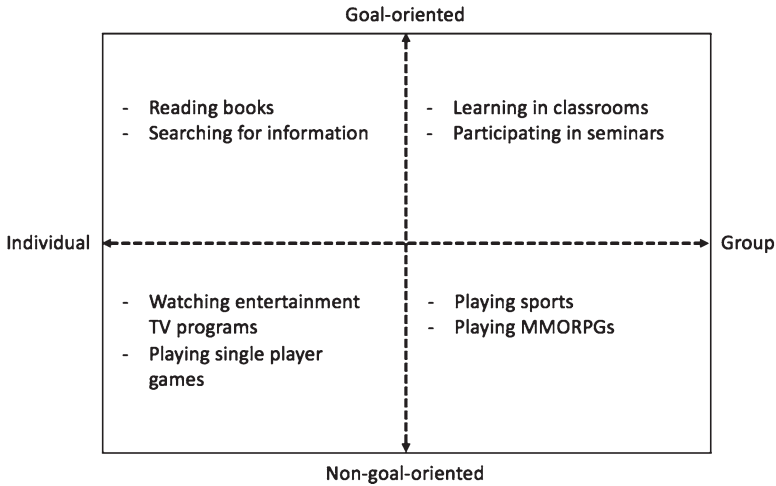 Goal-oriented
- Reading books
- Searching for information
- Learning in classrooms
- Participating in seminars
Individual
Group
- Watching entertainment
TV programs
- Playing single player
games
- Playing sports
- Playing MMORPGs
Non-goal-oriented